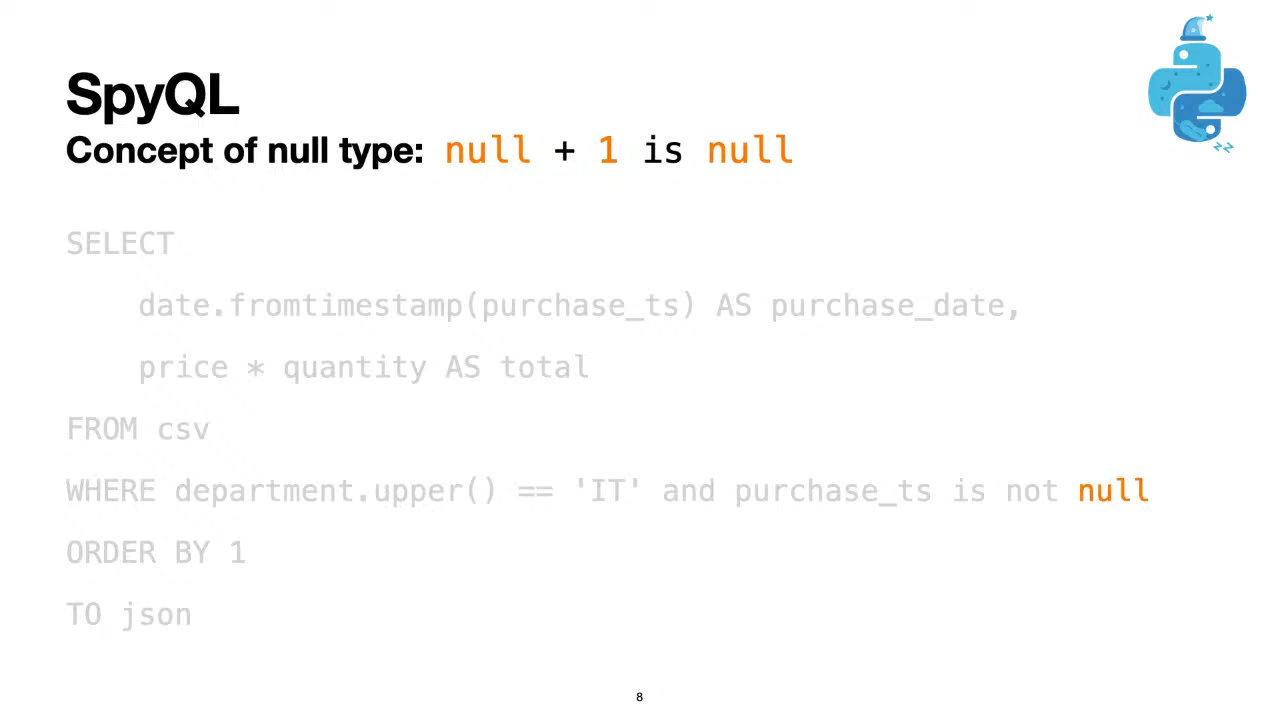 SpyQL
Concept of null type: null + 1 is null
SELECT
date.fromtimestamp(purchase_ts) AS purchase_date,
price * quantity AS total
FROM csv
WHERE department.upper() == 'IT' and purchase_ts is not null
ORDER BY 1
TO json
zz
8